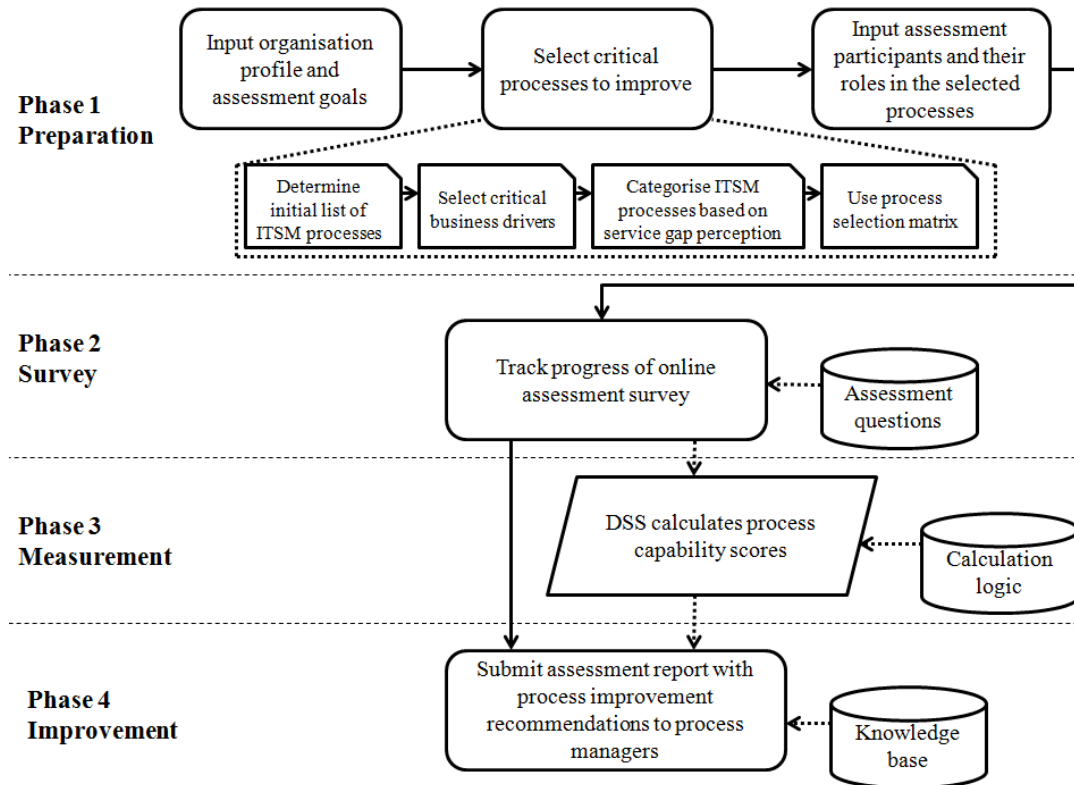 Phase 1
Preparation
Input organisation
profile and
assessment goals
Select critical
processes to improve
Input assessment
participants and their
roles in the selected
processes
Determine
initial list of
ITSM processes
Select critical
business drivers
Categorise ITSM
processes based on
service gap perception
Use process
selection matrix
Phase 2
Survey
Track progress of online
assessment survey
Assessment
questions
Phase 3
Measurement
DSS calculates process
capability scores
Calculation
logic
Phase 4
Improvement
Submit assessment report with
process improvement
recommendations to process
managers
Knowledge
base